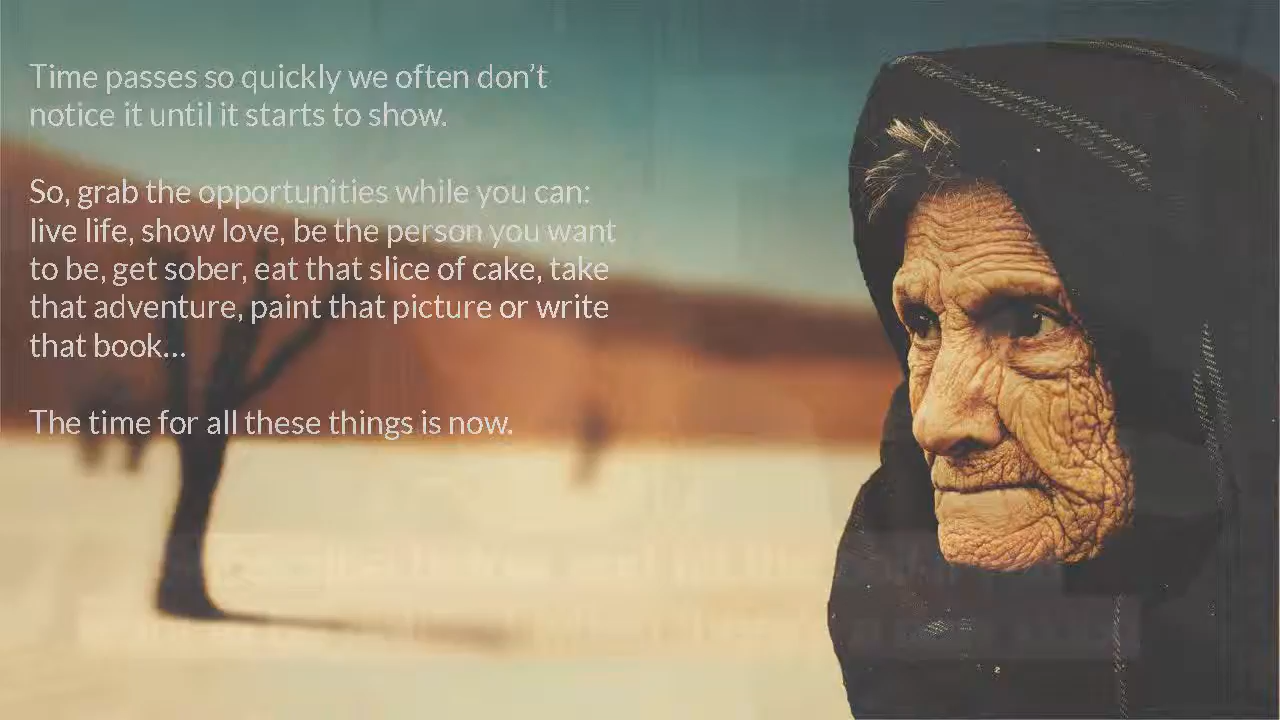 Time passes so quickly we often don’t
notice it until it starts to show.
So, grab the opportunities while you can:
live life, show love, be the person you want
to be, get sober, eat that slice of cake, take
that adventure, paint that picture or write
that book...
The time for all these things is now.